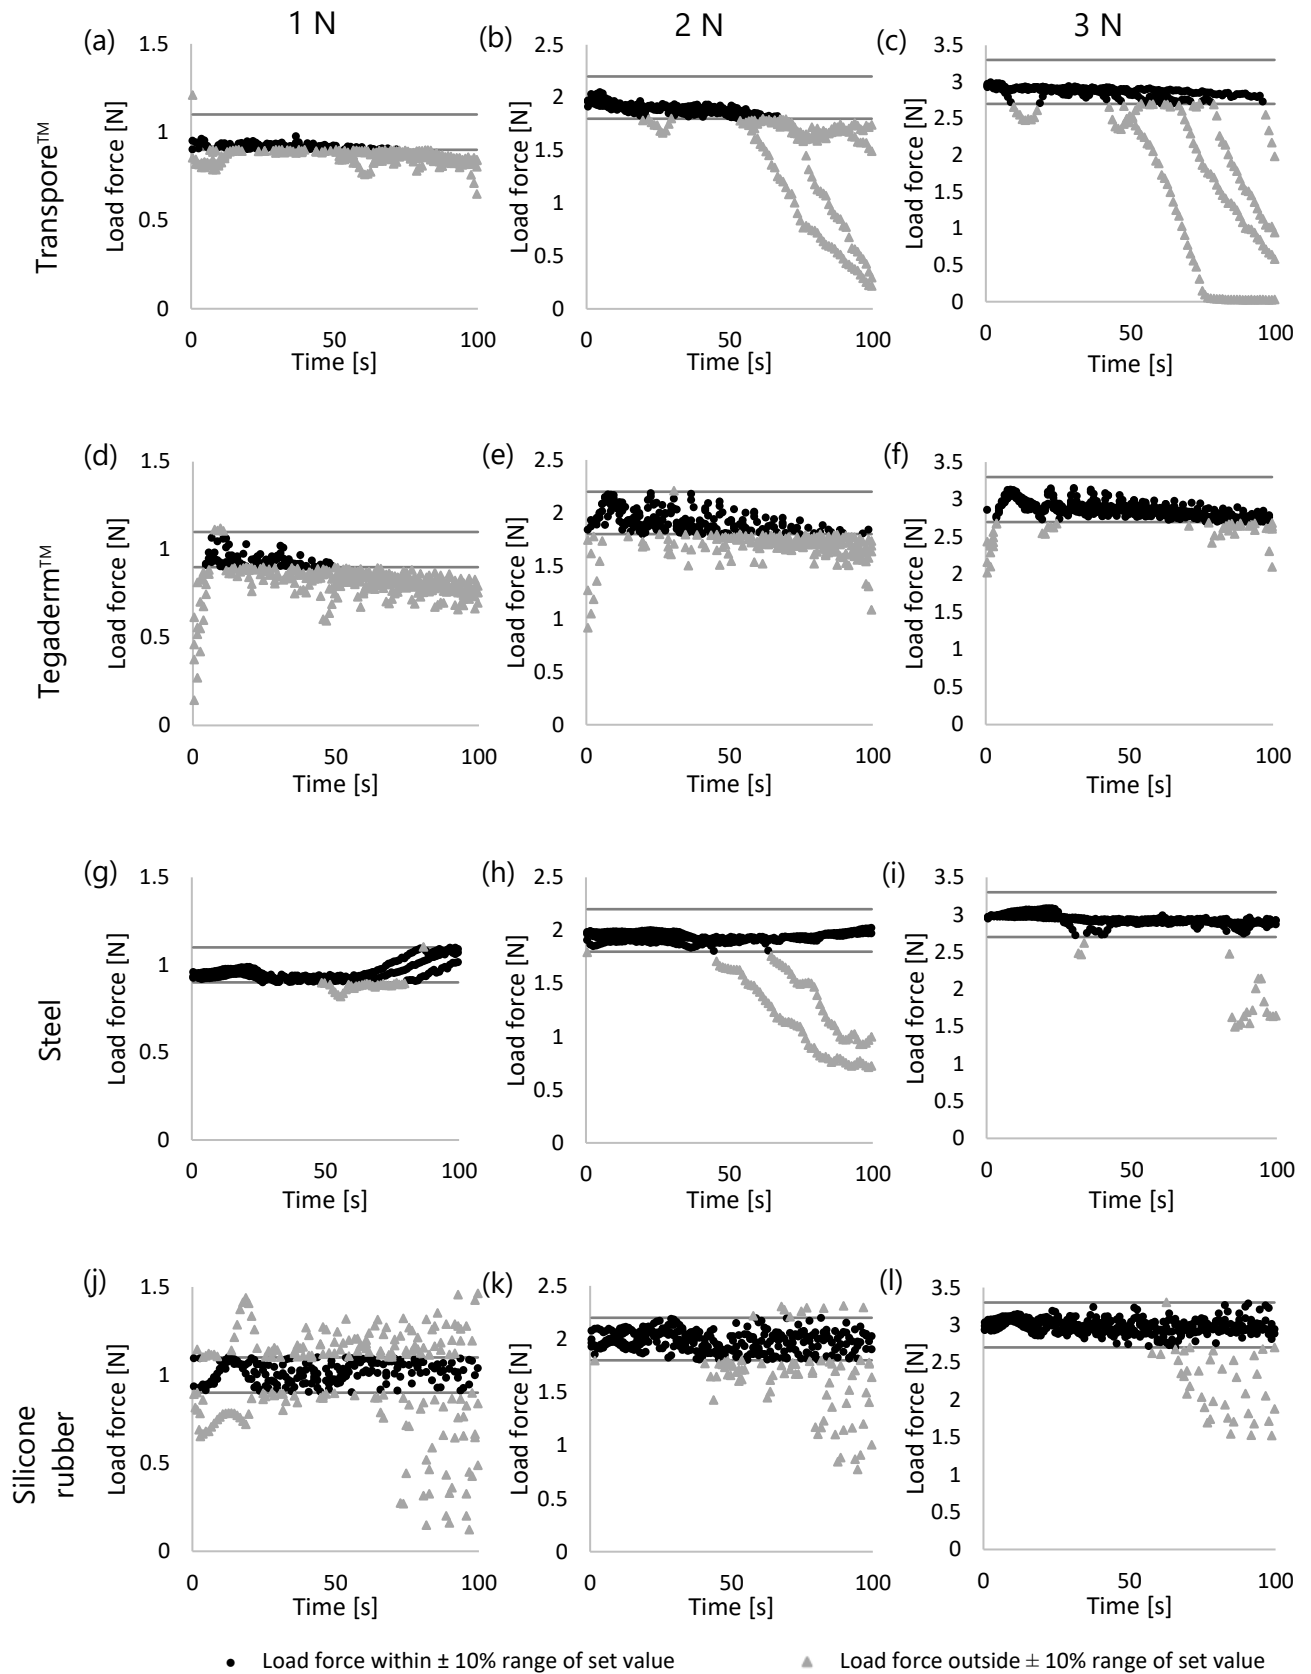 1 N 2 N 3 N
(a) (b) (c)
Transpore™
Load force [N]
1.5
1
0.5
0
0 50 100
Time [s]
Load force [N]
2.5
2
1.5
1
0.5
0
0 50 100
Time [s]
Load force [N]
3.5
3
2.5
2
1.5
1
0.5
0
0 50 100
Time [s]
(d) (e) (f)
Tegaderm™
Load force [N]
1.5
1
0.5
0
0 50 100
Time [s]
Load force [N]
2.5
2
1.5
1
0.5
0
0 50 100
Time [s]
Load force [N]
3.5
3
2.5
2
1.5
1
0.5
0
0 50 100
Time [s]
(g) (h) (i)
Steel
Load force [N]
1.5
1
0.5
0
0 50 100
Time [s]
Load force [N]
2.5
2
1.5
1
0.5
0
0 50 100
Time [s]
Load force [N]
3.5
3
2.5
2
1.5
1
0.5
0
0 50 100
Time [s]
(j) (k) (l)
Silicone
rubber
Load force [N]
1.5
1
0.5
0
0 50 100
Time [s]
Load force [N]
2.5
2
1.5
1
0.5
0
0 50 100
Time [s]
Load force [N]
3.5
3
2.5
2
1.5
1
0.5
0
0 50 100
Time [s]
Load force within ± 10% range of set value
Load force outside ± 10% range of set value